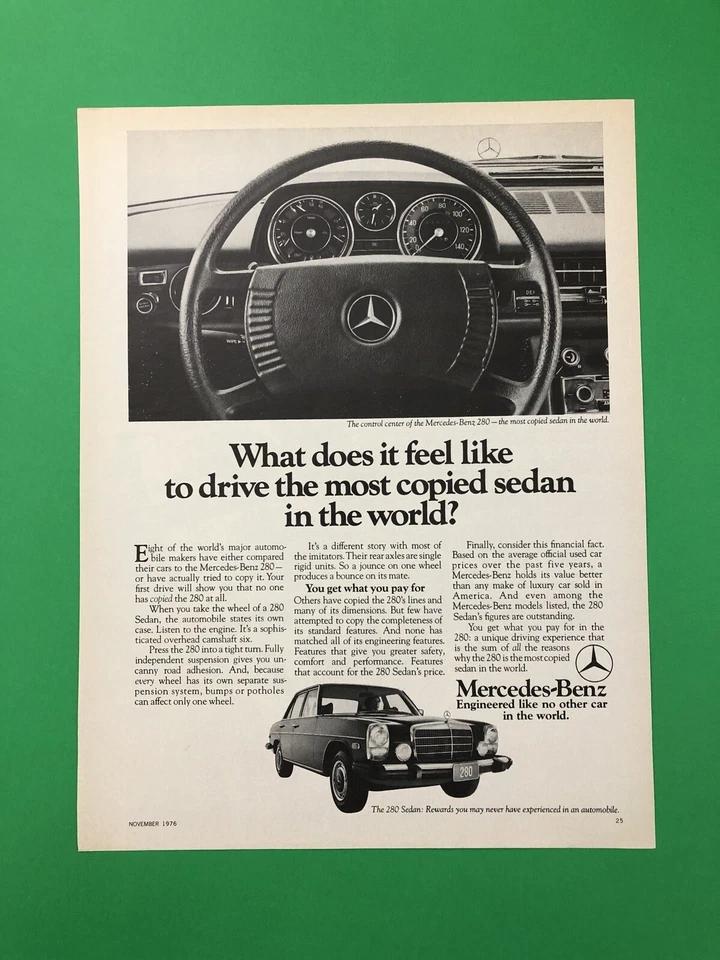 60 80
40 100
20 120
0 140
DEF
WIPE
The control center of the Mercedes-Benz 280 — the most copied sedan in the world.
What does it feel like
to drive the most copied sedan
in the world?
Eight of the world's major automo-
bile makers have either compared
their cars to the Mercedes-Benz 280—
or have actually tried to copy it. Your
first drive will show you that no one
has copied the 280 at all.
When you take the wheel of a 280
Sedan, the automobile states its own
case. Listen to the engine. It's a sophis-
ticated overhead camshaft six.
Press the 280 into a tight turn. Fully
independent suspension gives you un-
canny road adhesion. And, because
every wheel has its own separate sus-
pension system, bumps or potholes
can affect only one wheel.
It's a different story with most of
the imitators. Their rear axles are single
rigid units. So a jounce on one wheel
produces a bounce on its mate.
You get what you pay for
Others have copied the 280's lines and
many of its dimensions. But few have
attempted to copy the completeness of
its standard features. And none has
matched all of its engineering features.
Features that give you greater safety,
comfort and performance. Features
that account for the 280 Sedan's price.
Finally, consider this financial fact.
Based on the average official used car
prices over the past five years, a
Mercedes-Benz holds its value better
than any make of luxury car sold in
America. And even among the
Mercedes-Benz models listed, the 280
Sedan's figures are outstanding.
You get what you pay for in the
280: a unique driving experience that
is the sum of all the reasons
why the 280 is the most copied
sedan in the world.
Mercedes-Benz
Engineered like no other car
in the world.
280
The 280 Sedan: Rewards you may never have experienced in an automobile.
NOVEMBER 1976
25